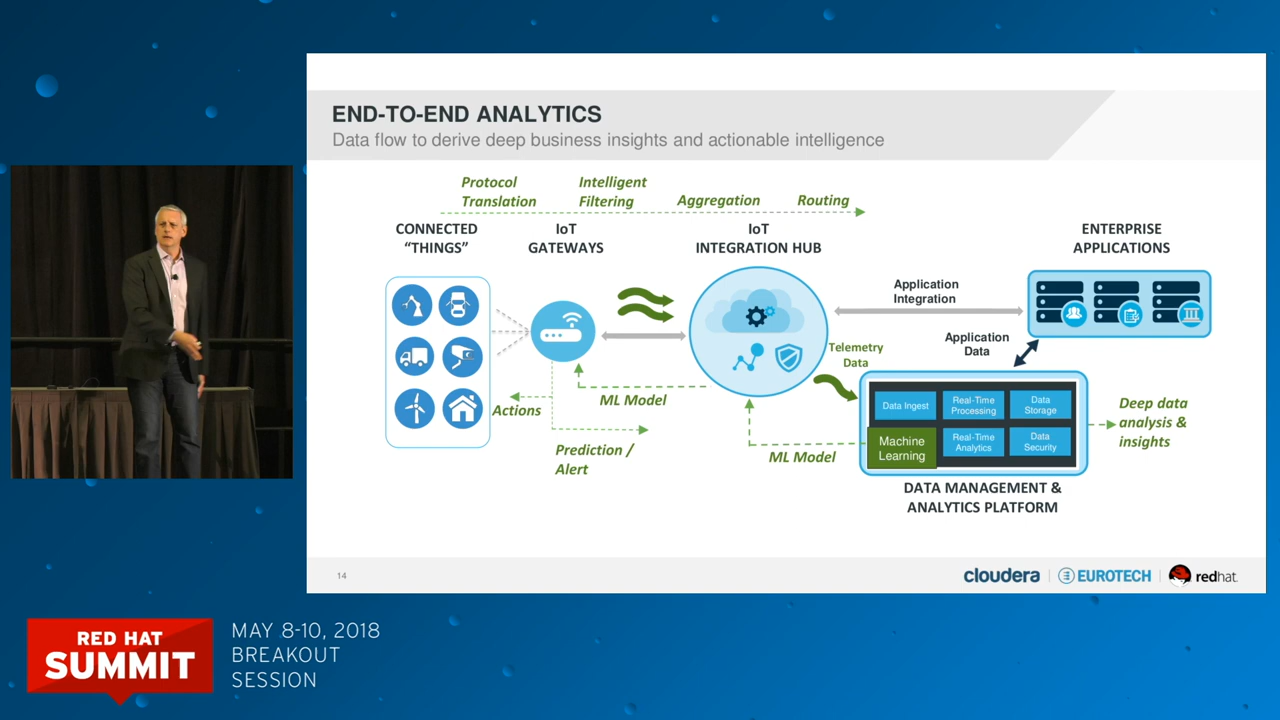 END-TO-END ANALYTICS
Data flow to derive deep business insights and actionable intelligence
Protocol
Translation
Intelligent
Filtering
Aggregation
Routing
CONNECTED
“THINGS”
IoT
GATEWAYS
IoT
INTEGRATION HUB
ENTERPRISE
APPLICATIONS
Application
Integration
Application
Data
Telemetry
Data
ML Model
Actions
Prediction /
Alert
ML Model
Data Ingest
Real-Time
Processing
Data
Storage
Machine
Learning
Real-Time
Analytics
Data
Security
Deep data
analysis &
insights
DATA MANAGEMENT &
ANALYTICS PLATFORM
14
cloudera
EUROTECH
redhat.
RED HAT
SUMMIT
MAY 8-10, 2018
BREAKOUT
SESSION